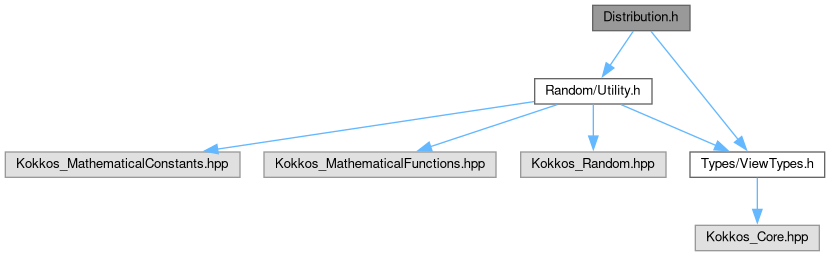 Distribution.h
Random/Utility.h
Kokkos_MathematicalConstants.hpp
Kokkos_MathematicalFunctions.hpp
Kokkos_Random.hpp
Types/ViewTypes.h
Kokkos_Core.hpp